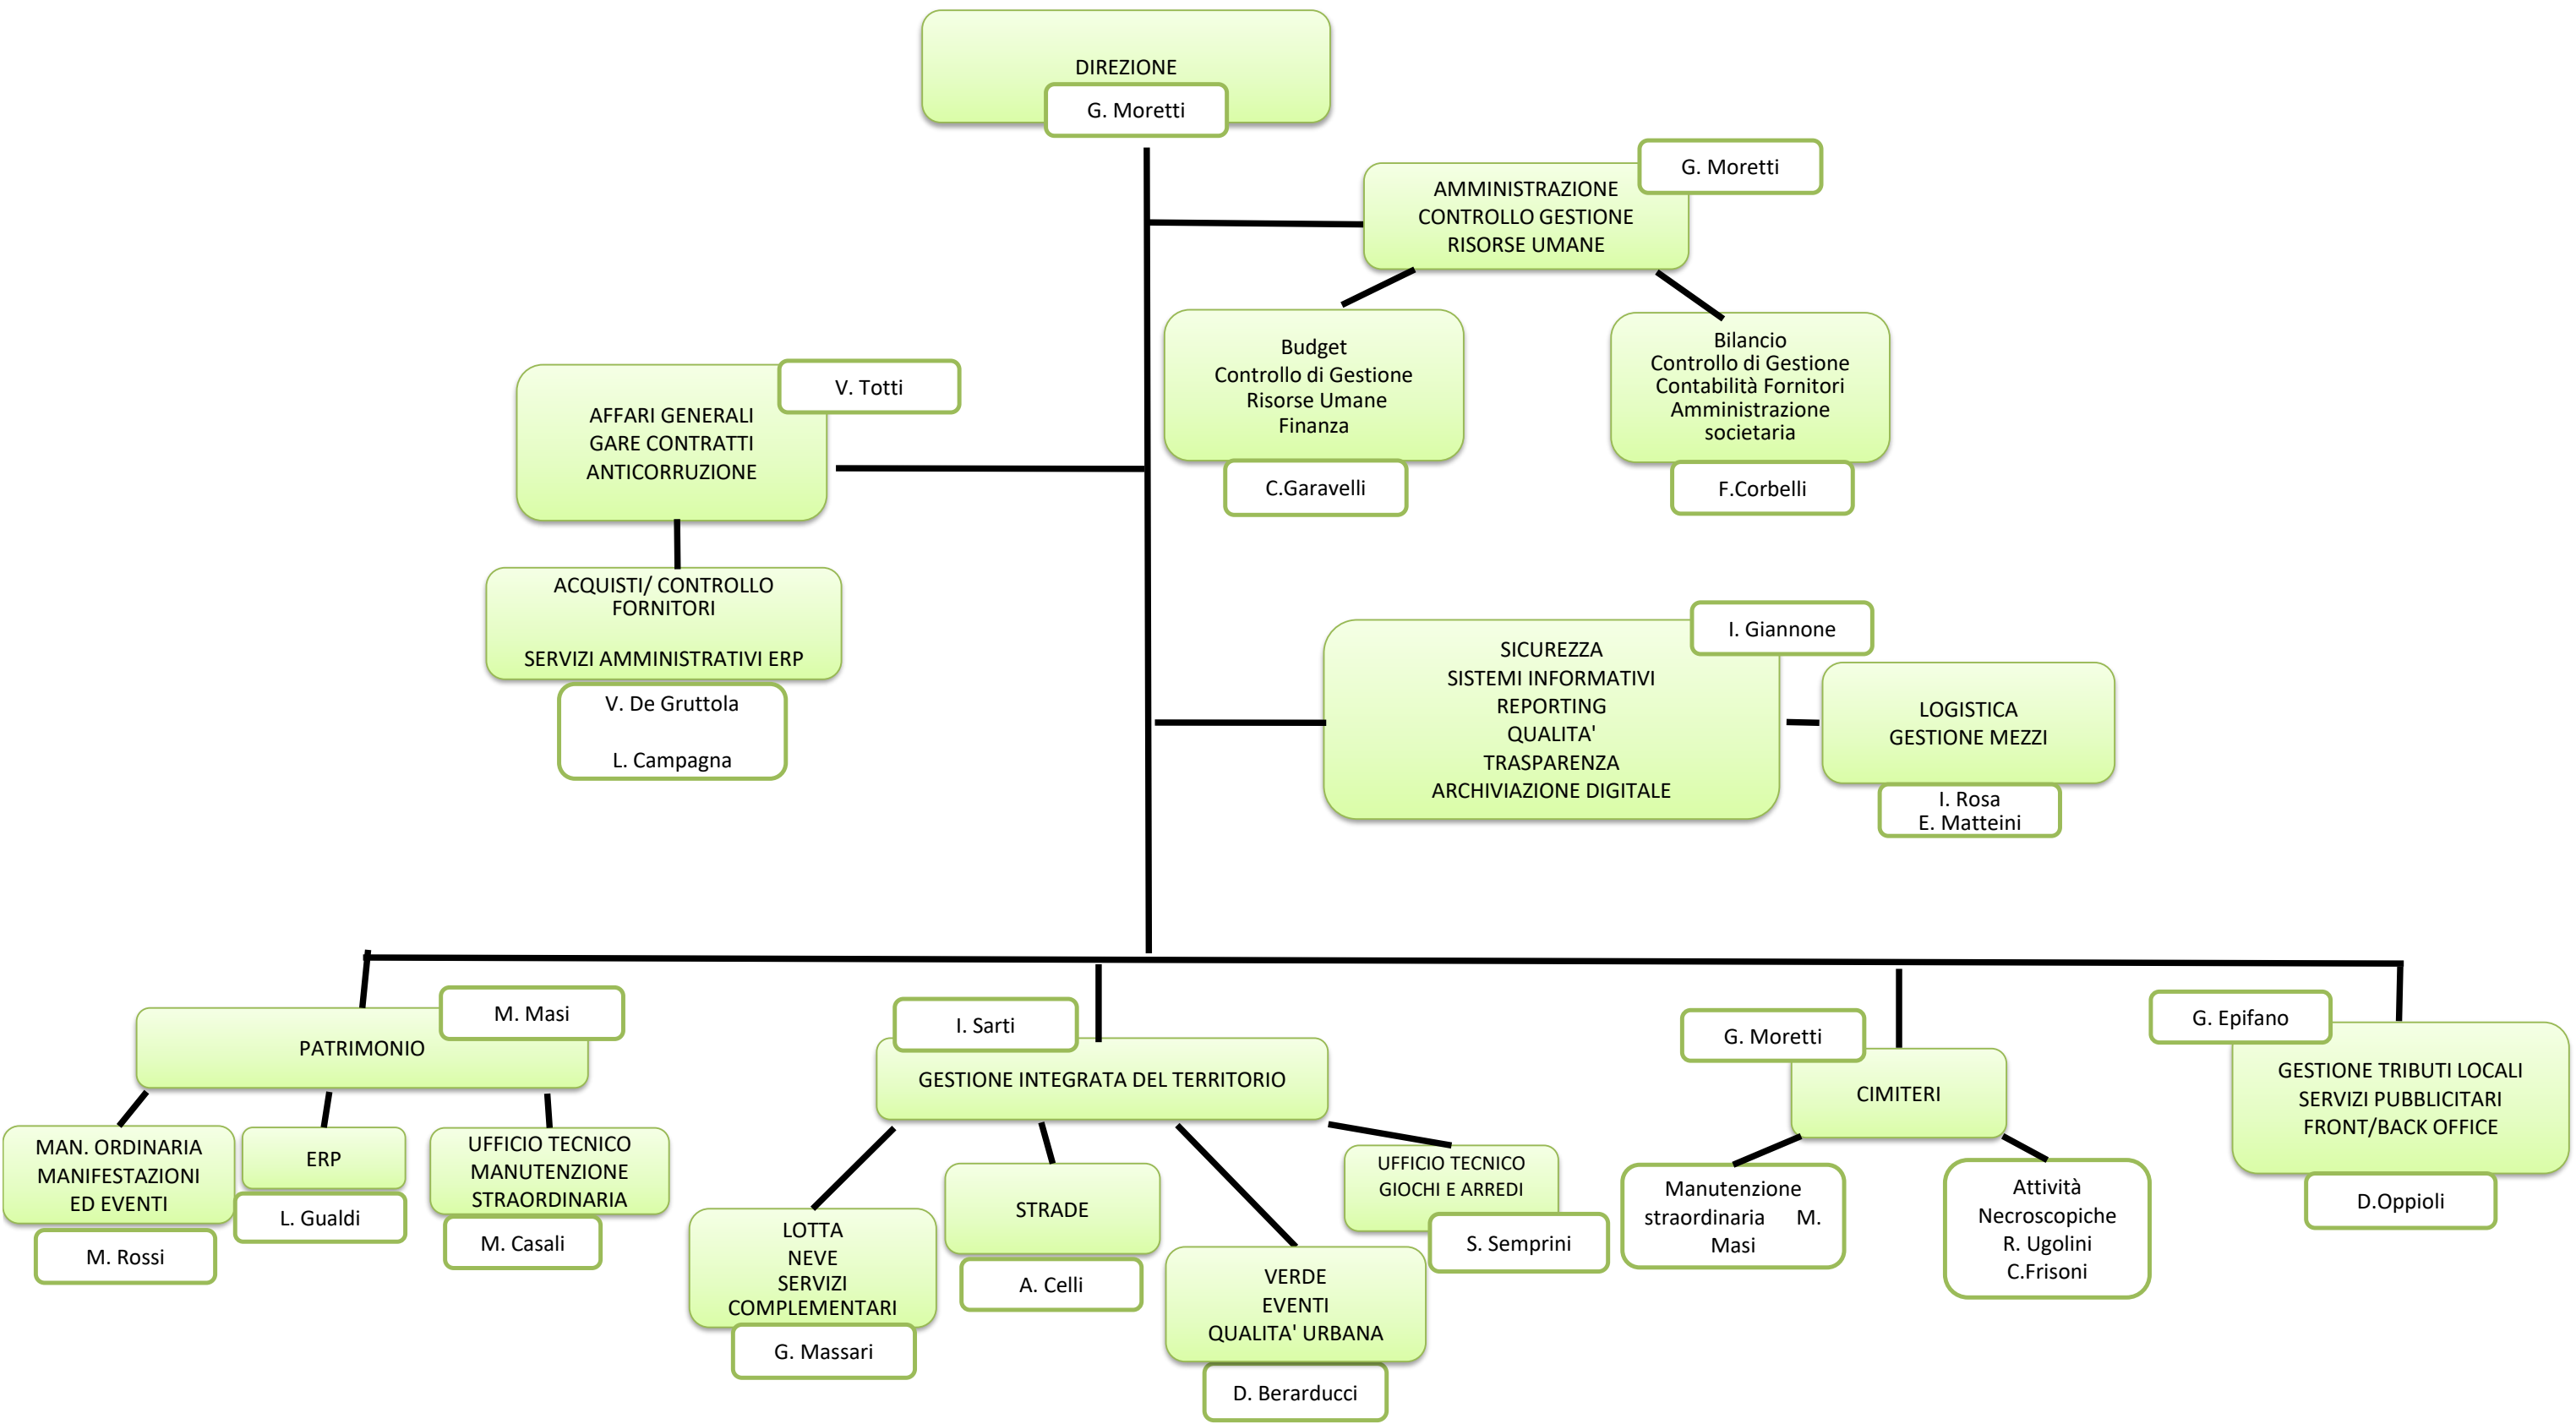 DIREZIONE
G. Moretti
G. Moretti
AMMINISTRAZIONE
CONTROLLO GESTIONE
RISORSE UMANE
Budget
Controllo di Gestione
Risorse Umane
Finanza
C.Garavelli
Bilancio
Controllo di Gestione
Contabilità Fornitori
Amministrazione
societaria
F.Corbelli
V. Totti
AFFARI GENERALI
GARE CONTRATTI
ANTICORRUZIONE
ACQUISTI/ CONTROLLO
FORNITORI
SERVIZI AMMINISTRATIVI ERP
V. De Gruttola
L. Campagna
I. Giannone
SICUREZZA
SISTEMI INFORMATIVI
REPORTING
QUALITA'
TRASPARENZA
ARCHIVIAZIONE DIGITALE
LOGISTICA
GESTIONE MEZZI
I. Rosa
E. Matteini
M. Masi
PATRIMONIO
MAN. ORDINARIA
MANIFESTAZIONI
ED EVENTI
M. Rossi
ERP
L. Gualdi
UFFICIO TECNICO
MANUTENZIONE
STRAORDINARIA
M. Casali
I. Sarti
GESTIONE INTEGRATA DEL TERRITORIO
LOTTA
NEVE
SERVIZI
COMPLEMENTARI
G. Massari
STRADE
A. Celli
VERDE
EVENTI
QUALITA' URBANA
D. Berarducci
UFFICIO TECNICO
GIOCHI E ARREDI
S. Semprini
G. Moretti
CIMITERI
Manutenzione
straordinaria M.
Masi
Attività
Necroscopiche
R. Ugolini
C.Frisoni
G. Epifano
GESTIONE TRIBUTI LOCALI
SERVIZI PUBBLICITARI
FRONT/BACK OFFICE
D.Oppioli